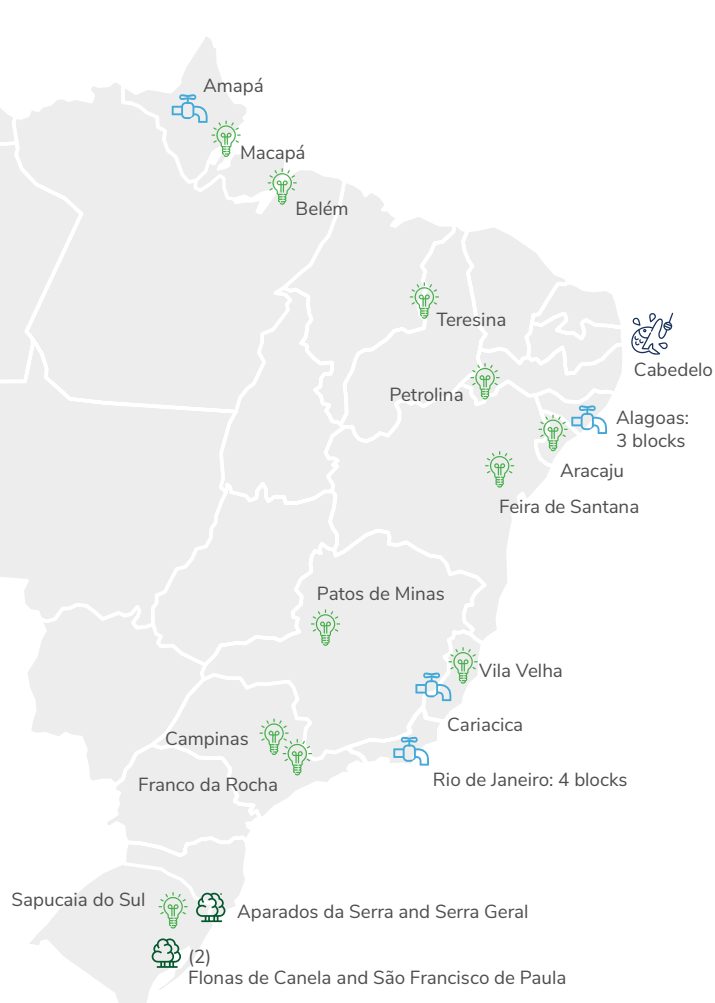 Amapá
Macapá
Belém
Teresina
Cabedelo
Petrolina
Alagoas:
3 blocks
Aracaju
Feira de Santana
Patos de Minas
Vila Velha
Cariacica
Campinas
Rio de Janeiro: 4 blocks
Franco da Rocha
Sapucaia do Sul
Aparados da Serra and Serra Geral
(2)
Flonas de Canela and São Francisco de Paula